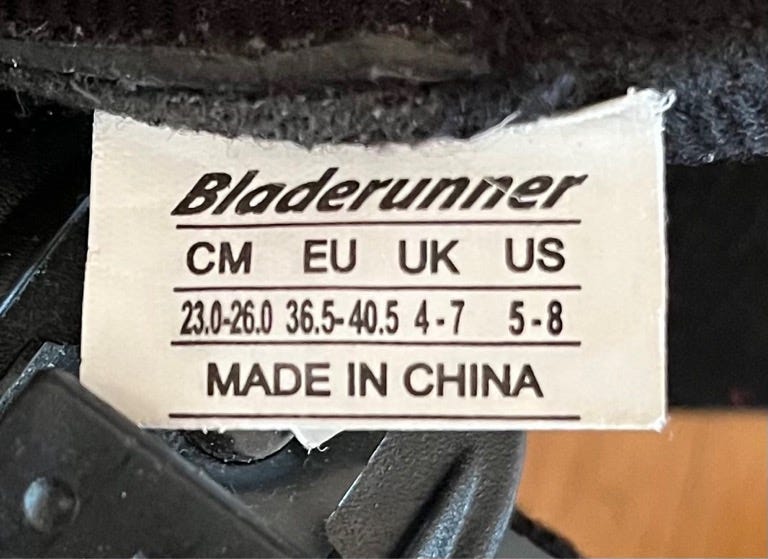 Bladerunner
CM EU UK US
23.0-26.0 36.5-40.5 4-7 5-8
MADE IN CHINA